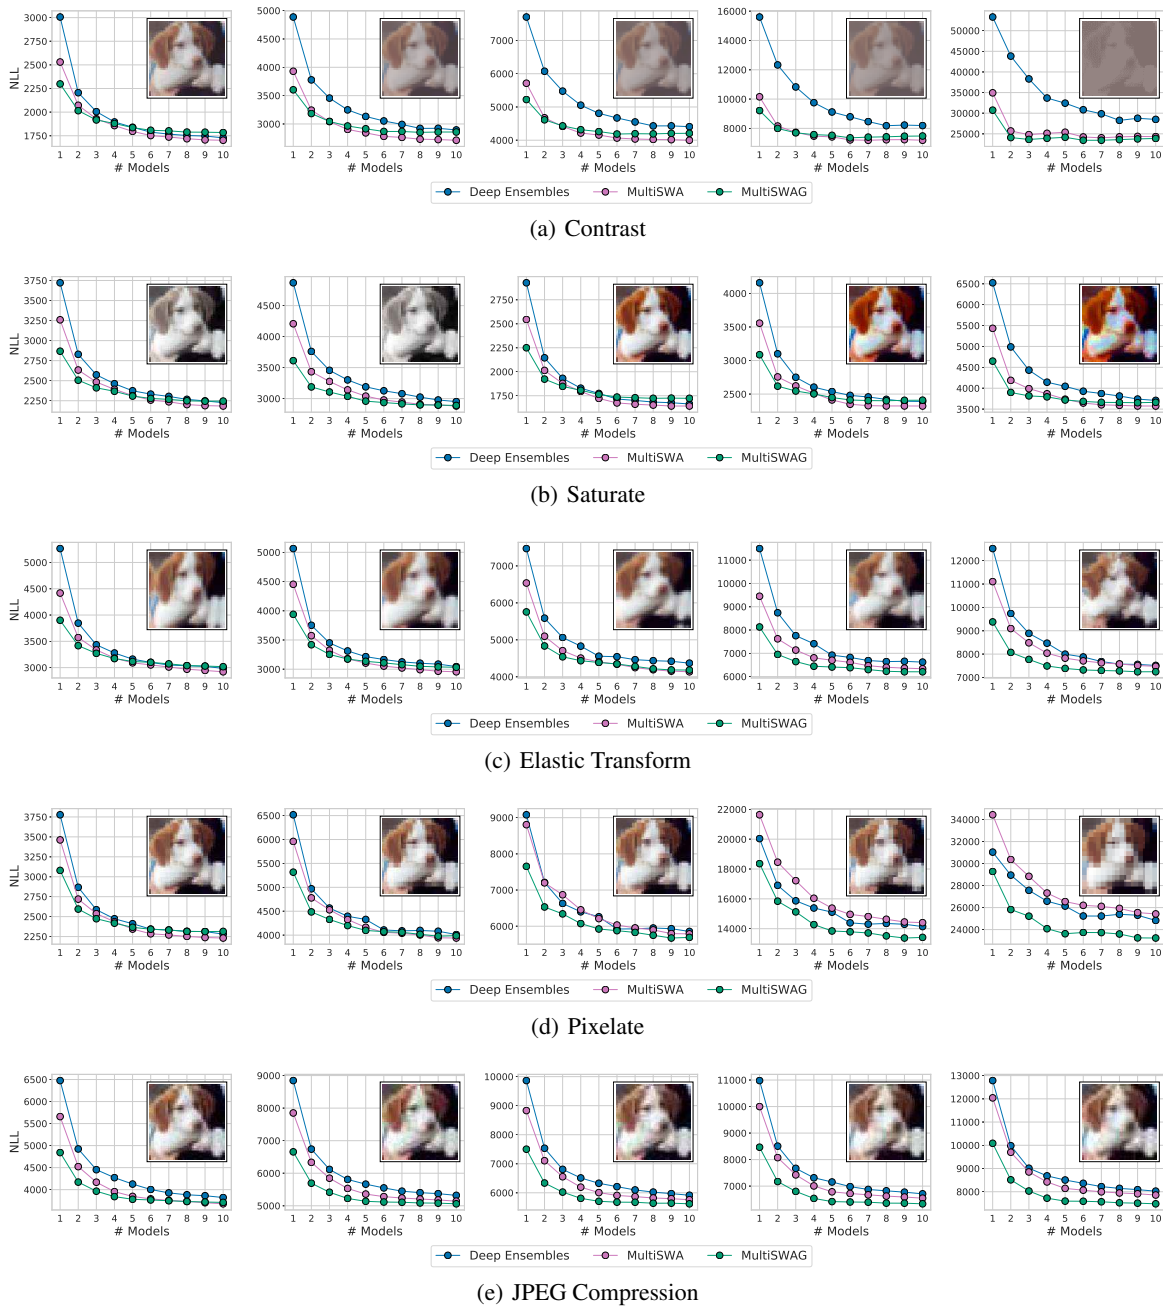 3000
2750
2500
2250
2000
1750
NLL
1 2 3 4 5 6 7 8 9 10
# Models
5000
4500
4000
3500
3000
1 2 3 4 5 6 7 8 9 10
# Models
7000
6000
5000
4000
1 2 3 4 5 6 7 8 9 10
# Models
16000
14000
12000
10000
8000
1 2 3 4 5 6 7 8 9 10
# Models
50000
45000
40000
35000
30000
25000
1 2 3 4 5 6 7 8 9 10
# Models
Deep Ensembles MultiSWA MultiSWAG
(a) Contrast
3750
3500
3250
3000
2750
2500
2250
NLL
1 2 3 4 5 6 7 8 9 10
# Models
4500
4000
3500
3000
1 2 3 4 5 6 7 8 9 10
# Models
2750
2500
2250
2000
1750
1 2 3 4 5 6 7 8 9 10
# Models
4000
3500
3000
2500
1 2 3 4 5 6 7 8 9 10
# Models
6500
6000
5500
5000
4500
4000
3500
1 2 3 4 5 6 7 8 9 10
# Models
Deep Ensembles MultiSWA MultiSWAG
(b) Saturate
5000
4500
4000
3500
3000
NLL
1 2 3 4 5 6 7 8 9 10
# Models
5000
4500
4000
3500
3000
1 2 3 4 5 6 7 8 9 10
# Models
7000
6000
5000
4000
1 2 3 4 5 6 7 8 9 10
# Models
11000
10000
9000
8000
7000
6000
1 2 3 4 5 6 7 8 9 10
# Models
12000
11000
10000
9000
8000
7000
1 2 3 4 5 6 7 8 9 10
# Models
Deep Ensembles MultiSWA MultiSWAG
(c) Elastic Transform
3750
3500
3250
3000
2750
2500
2250
NLL
1 2 3 4 5 6 7 8 9 10
# Models
6500
6000
5500
5000
4500
4000
1 2 3 4 5 6 7 8 9 10
# Models
9000
8000
7000
6000
1 2 3 4 5 6 7 8 9 10
# Models
22000
20000
18000
16000
14000
1 2 3 4 5 6 7 8 9 10
# Models
34000
32000
30000
28000
26000
24000
1 2 3 4 5 6 7 8 9 10
# Models
Deep Ensembles MultiSWA MultiSWAG
(d) Pixelate
6500
6000
5500
5000
4500
4000
NLL
1 2 3 4 5 6 7 8 9 10
# Models
9000
8000
7000
6000
5000
1 2 3 4 5 6 7 8 9 10
# Models
10000
9000
8000
7000
6000
1 2 3 4 5 6 7 8 9 10
# Models
11000
10000
9000
8000
7000
1 2 3 4 5 6 7 8 9 10
# Models
13000
12000
11000
10000
9000
8000
1 2 3 4 5 6 7 8 9 10
# Models
Deep Ensembles MultiSWA MultiSWAG
(e) JPEG Compression